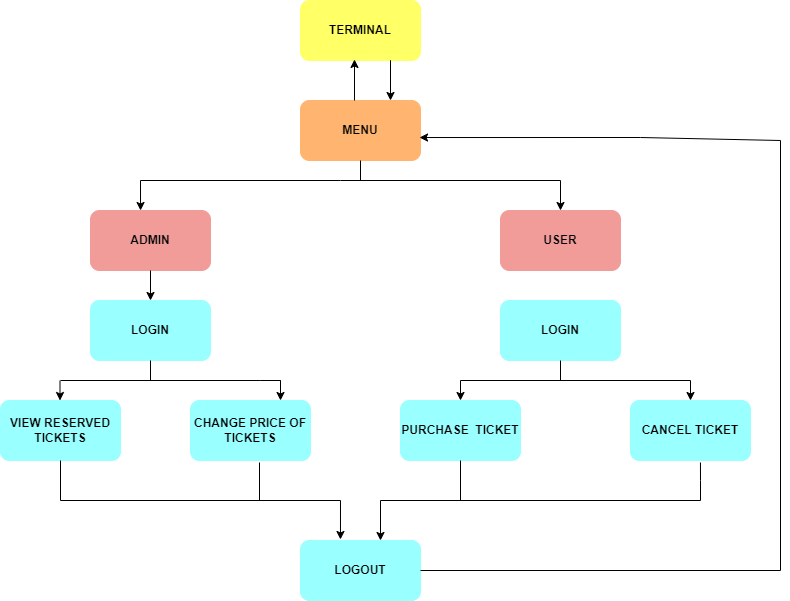 TERMINAL
MENU
ADMIN
USER
LOGIN
LOGIN
VIEW RESERVED
TICKETS
CHANGE PRICE OF
TICKETS
PURCHASE TICKET
CANCEL TICKET
LOGOUT